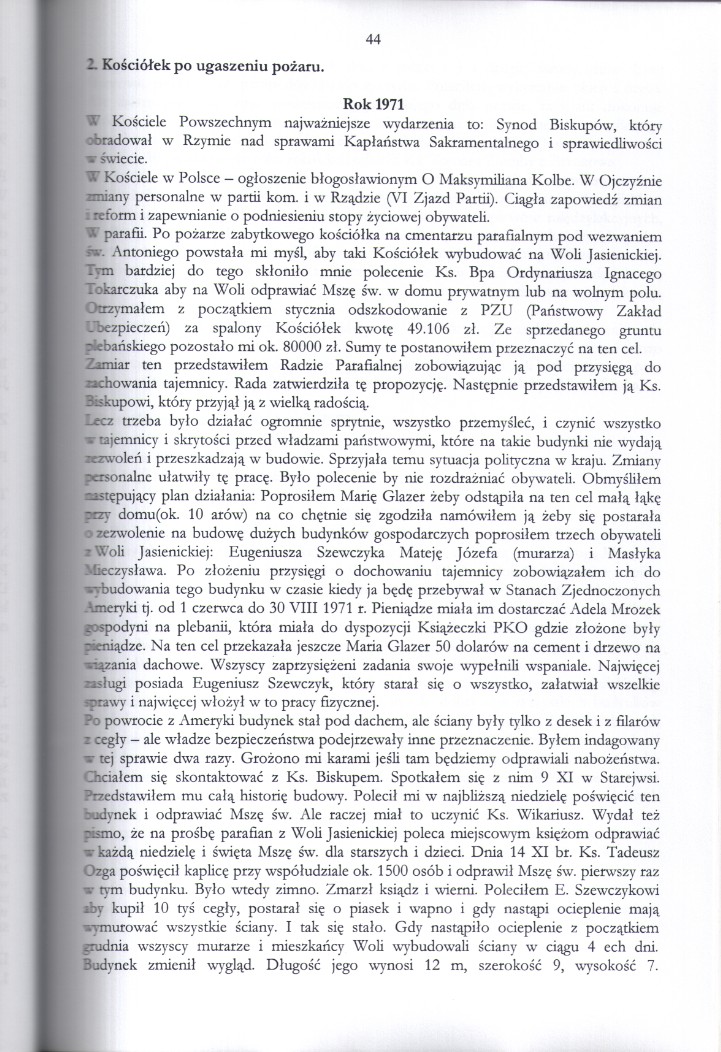 44
2. Kościółek po ugaszeniu pożaru.
Rok 1971
W Kościele Powszechnym najważniejsze wydarzenia to: Synod Biskupów, który
obradował w Rzymie nad sprawami Kapłaństwa Sakramentalnego i sprawiedliwości
w świecie.
W Kościele w Polsce – ogłoszenie błogosławionym O Maksymiliana Kolbe. W Ojczyźnie
zmiany personalne w partii kom. i w Rządzie (VI Zjazd Partii). Ciągła zapowiedź zmian
i reform i zapewnianie o podniesieniu stopy życiowej obywateli.
W parafii. Po pożarze zabytkowego kościółka na cmentarzu parafialnym pod wezwaniem
św. Antoniego powstała mi myśl, aby taki Kościółek wybudować na Woli Jasienickiej.
Tym bardziej do tego skłoniło mnie polecenie Ks. Bpa Ordynariusza Ignacego
Tokarczuka aby na Woli odprawiać Mszę św. w domu prywatnym lub na wolnym polu.
Otrzymałem z początkiem stycznia odszkodowanie z PZU (Państwowy Zakład
Ubezpieczeń) za spalony Kościółek kwotę 49.106 zł. Ze sprzedanego gruntu
plebańskiego pozostało mi ok. 80000 zł. Sumy te postanowiłem przeznaczyć na ten cel.
Zamiar ten przedstawiłem Radzie Parafialnej zobowiązując ją pod przysięgą do
zachowania tajemnicy. Rada zatwierdziła tę propozycję. Następnie przedstawiłem ją Ks.
Biskupowi, który przyjął ją z wielką radością.
Lecz trzeba było działać ogromnie sprytnie, wszystko przemyśleć, i czynić wszystko
w tajemnicy i skrytości przed władzami państwowymi, które na takie budynki nie wydają
zezwoleń i przeszkadzają w budowie. Sprzyjała temu sytuacja polityczna w kraju. Zmiany
personalne ułatwiły tę pracę. Było polecenie by nie rozdrażniać obywateli. Obmyśliłem
następujący plan działania: Poprosiłem Marię Glazer żeby odstąpiła na ten cel małą łąkę
przy domu(ok. 10 arów) na co chętnie się zgodziła namówiłem ją żeby się postarała
o zezwolenie na budowę dużych budynków gospodarczych poprosiłem trzech obywateli
z Woli Jasienickiej: Eugeniusza Szewczyka Mateję Józefa (murarza) i Masłyka
Mieczysława. Po złożeniu przysięgi o dochowaniu tajemnicy zobowiązałem ich do
wybudowania tego budynku w czasie kiedy ja będę przebywał w Stanach Zjednoczonych
Ameryki tj. od 1 czerwca do 30 VIII 1971 r. Pieniądze miała im dostarczać Adela Mrozek
gospodyni na plebanii, która miała do dyspozycji Książeczki PKO gdzie złożone były
pieniądze. Na ten cel przekazała jeszcze Maria Glazer 50 dolarów na cement i drzewo na
wiązania dachowe. Wszyscy zaprzysiężeni zadania swoje wypełnili wspaniale. Najwięcej
zasługi posiada Eugeniusz Szewczyk, który starał się o wszystko, załatwiał wszelkie
sprawy i najwięcej włożył w to pracy fizycznej.
Po powrocie z Ameryki budynek stał pod dachem, ale ściany były tylko z desek i z filarów
z cegły – ale władze bezpieczeństwa podejrzewały inne przeznaczenie. Byłem indagowany
w tej sprawie dwa razy. Grożono mi karami jeśli tam będziemy odprawiali nabożeństwa.
Chciałem się skontaktować z Ks. Biskupem. Spotkałem się z nim 9 XI w Starejwsi.
Przedstawiłem mu całą historię budowy. Polecił mi w najbliższą niedzielę poświęcić ten
budynek i odprawiać Mszę św. Ale raczej miał to uczynić Ks. Wikariusz. Wydał też
pismo, że na prośbę parafian z Woli Jasienickiej poleca miejscowym księżom odprawiać
w każdą niedzielę i święta Mszę św. dla starszych i dzieci. Dnia 14 XI br. Ks. Tadeusz
Ozga poświęcił kaplicę przy współudziale ok. 1500 osób i odprawił Mszę św. pierwszy raz
w tym budynku. Było wtedy zimno. Zmarzł ksiądz i wierni. Poleciłem E. Szewczykowi
aby kupił 10 tyś cegły, postarał się o piasek i wapno i gdy nastąpi ocieplenie mają
wymurować wszystkie ściany. I tak się stało. Gdy nastąpiło ocieplenie z początkiem
grudnia wszyscy murarze i mieszkańcy Woli wybudowali ściany w ciągu 4 ech dni.
Budynek zmienił wygląd. Długość jego wynosi 12 m, szerokość 9, wysokość 7.